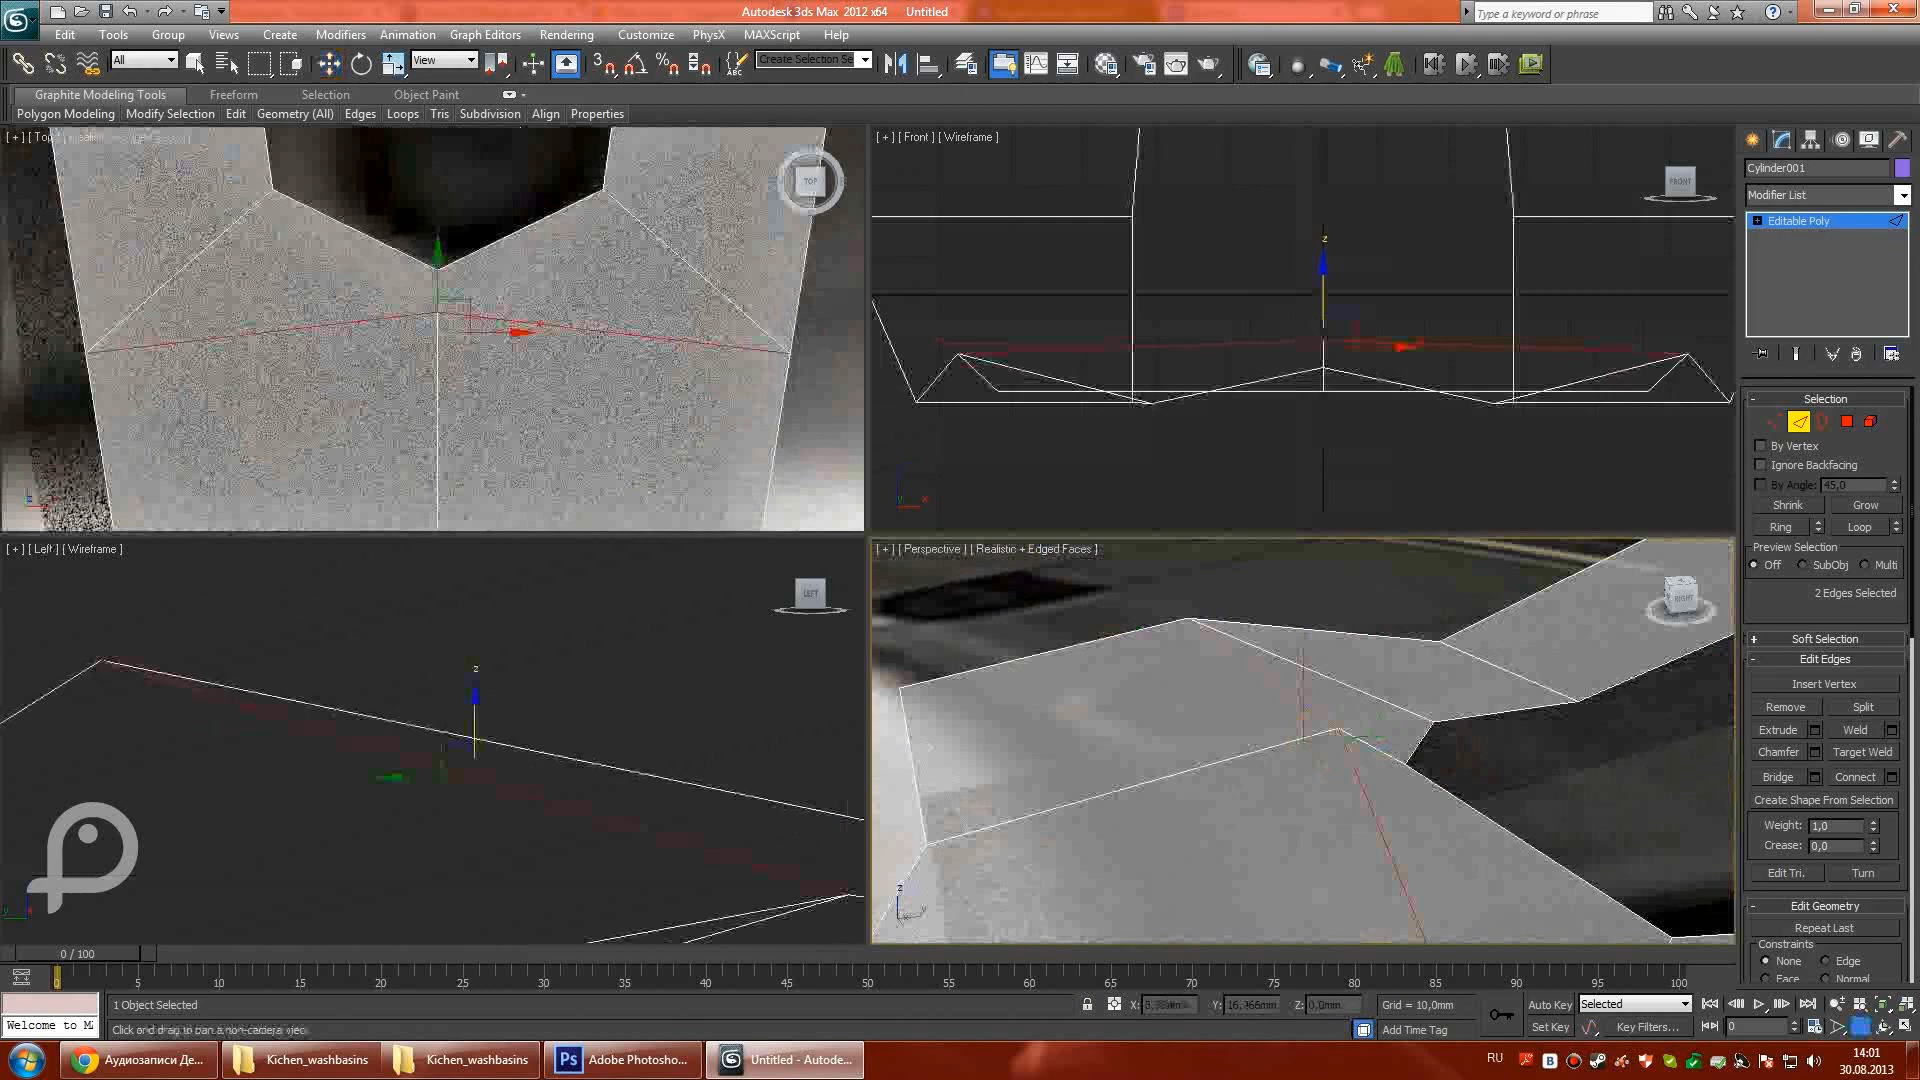 Autodesk 3ds Max 2012 x64 Untitled
Type a keyword or phrase
Edit Tools Group Views Create Modifiers Animation Graph Editors Rendering Customize PhysX MAXScript Help
All View Create Selection Se
Graphite Modeling Tools Freeform Selection Object Paint
Polygon Modeling Modify Selection Edit Geometry (All) Edges Loops Tris Subdivision Align Properties
[ + ] [ Front ] [ Wireframe ]
TOP
FRONT
[ + ] [ Left ] [ Wireframe ]
LEFT
[ + ] [ Perspective ] [ Realistic + Edged Faces ]
RIGHT
Cylinder001
Modifier List
Editable Poly
Selection
By Vertex
Ignore Backfacing
By Angle: 45,0
Shrink Grow
Ring Loop
Preview Selection
Off SubObj Multi
2 Edges Selected
+ Soft Selection
- Edit Edges
Insert Vertex
Remove Split
Extrude Weld
Chamfer Target Weld
Bridge Connect
Create Shape From Selection
Weight: 1,0
Crease: 0,0
Edit Tri. Turn
- Edit Geometry
Repeat Last
Constraints
None Edge
Face Normal
0 / 100
0 5 10 15 20 25 30 35 40 45 50 55 60 65 70 75 80 85 90 95 100
1 Object Selected X: Y: 16,466mm Z: 0,0mm Grid = 10,0mm Auto Key Selected
Welcome to M
Click and drag to pan a non-camera Add Time Tag Set Key Key Filters... 0
Аудиозаписи Де... Kichen_washbasins Kichen_washbasins Adobe Photosho... Untitled - Autode... RU 14:01
30.08.2013